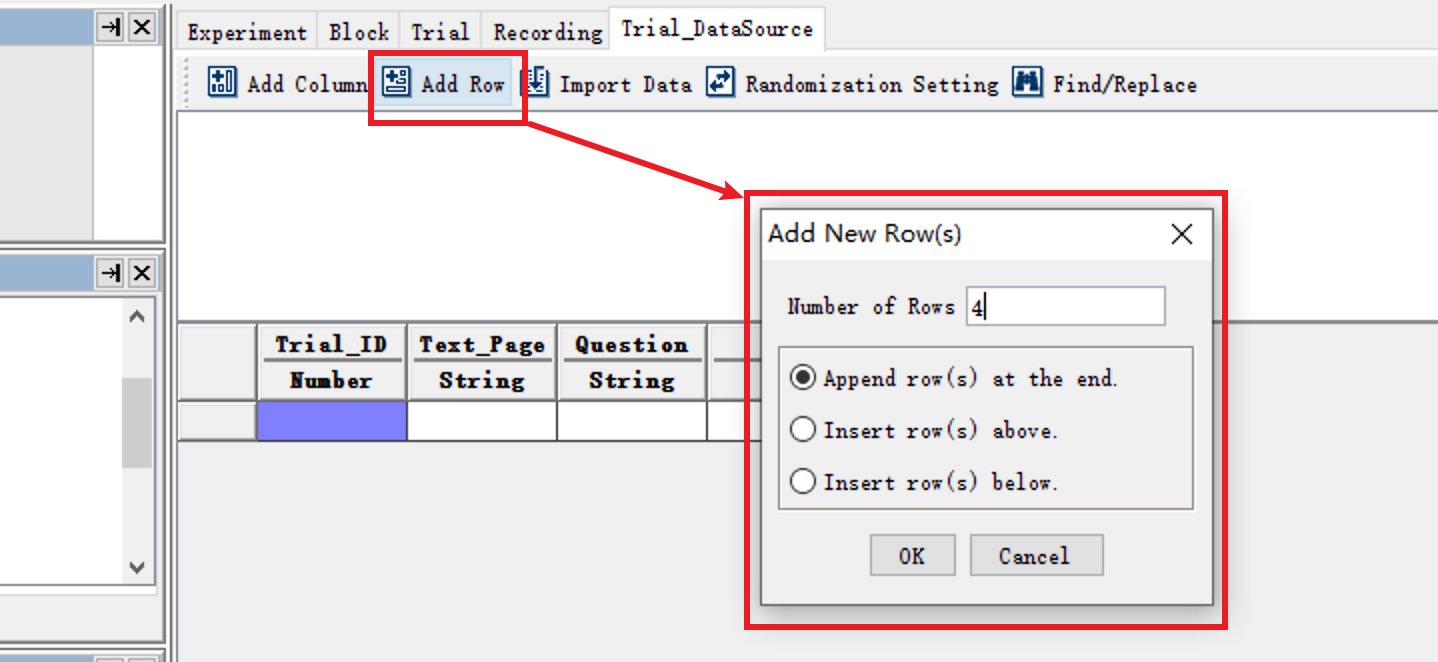 Experiment Block Trial Recording Trial_DataSource
Add Column Add Row Import Data Randomization Setting Find/Replace
Add New Row(s)
Number of Rows 4
Trial_ID Text_Page Question
Number String String
Append row(s) at the end.
Insert row(s) above.
Insert row(s) below.
OK Cancel